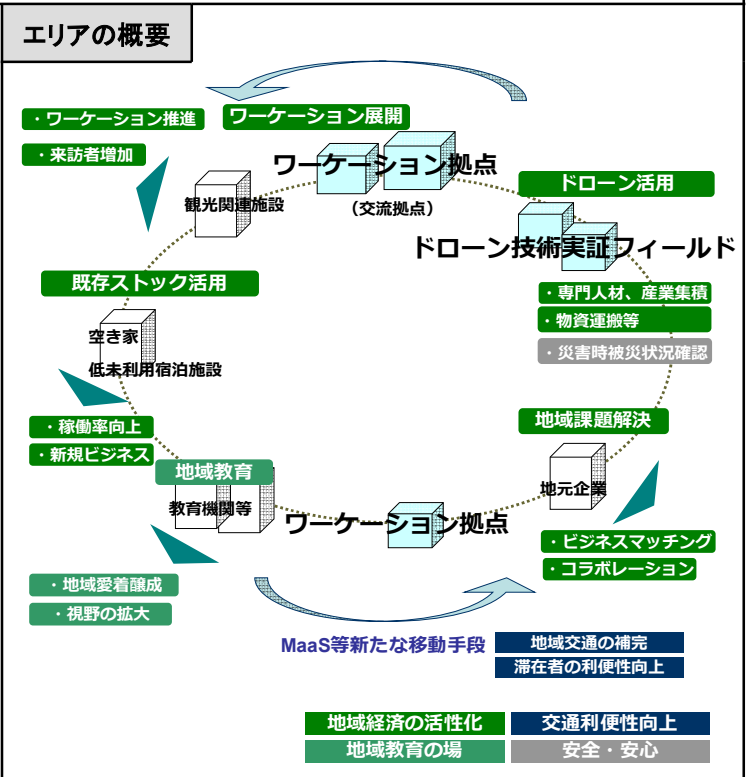 エリアの概要
・ワーケーション推進
ワーケーション展開
・来訪者増加
ワーケーション拠点
（交流拠点）
観光関連施設
ドローン活用
ドローン技術実証フィールド
・専門人材、産業集積
・物資運搬等
・災害時被災状況確認
既存ストック活用
空き家
低未利用宿泊施設
・稼働率向上
・新規ビジネス
地域課題解決
地元企業
・ビジネスマッチング
・コラボレーション
地域教育
教育機関等
ワーケーション拠点
・地域愛着醸成
・視野の拡大
MaaS等新たな移動手段
地域交通の補完
滞在者の利便性向上
地域経済の活性化
交通利便性向上
地域教育の場
安全・安心